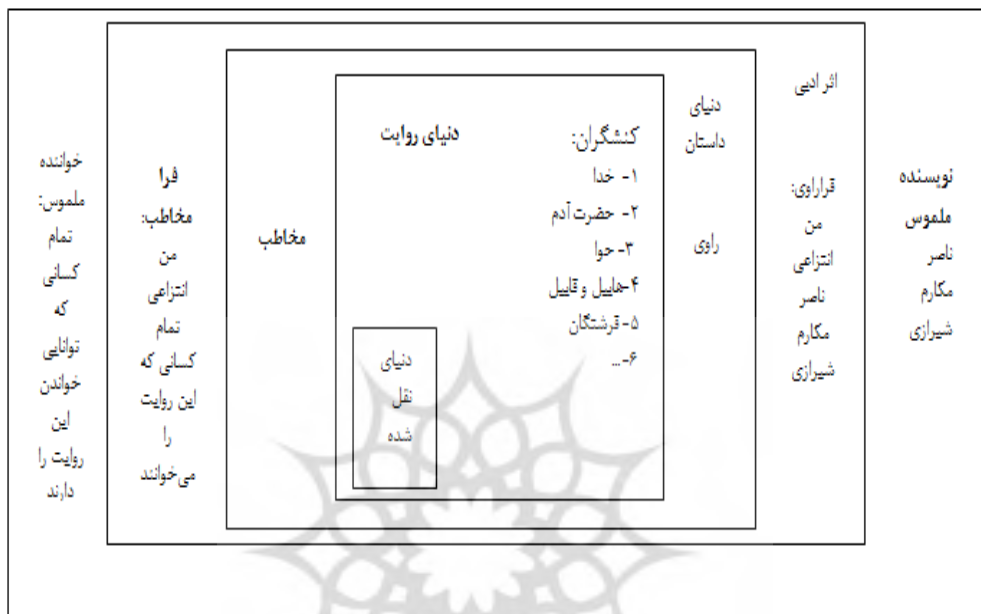 نویسنده
ملموس
ناصر
مکارم
شیرازی
اثر ادبی
قراراوی:
من
انتزاعی
ناصر
مکارم
شیرازی
دنیای
داستان
راوی
دنیای روایت
کنشگران:
۱- خدا
۲- حضرت آدم
۳- حوا
۴-هابیل و قابیل
۵- قرشتگان
۶-...
دنیای
نقل
شده
مخاطب
فرا
مخاطب:
من
انتزاعی
تمام
کسانی که
این روایت
را
می‌خوانند
خواننده
ملموس:
تمام
کسانی
که
توانایی
خواندن
این
روایت را
دارند